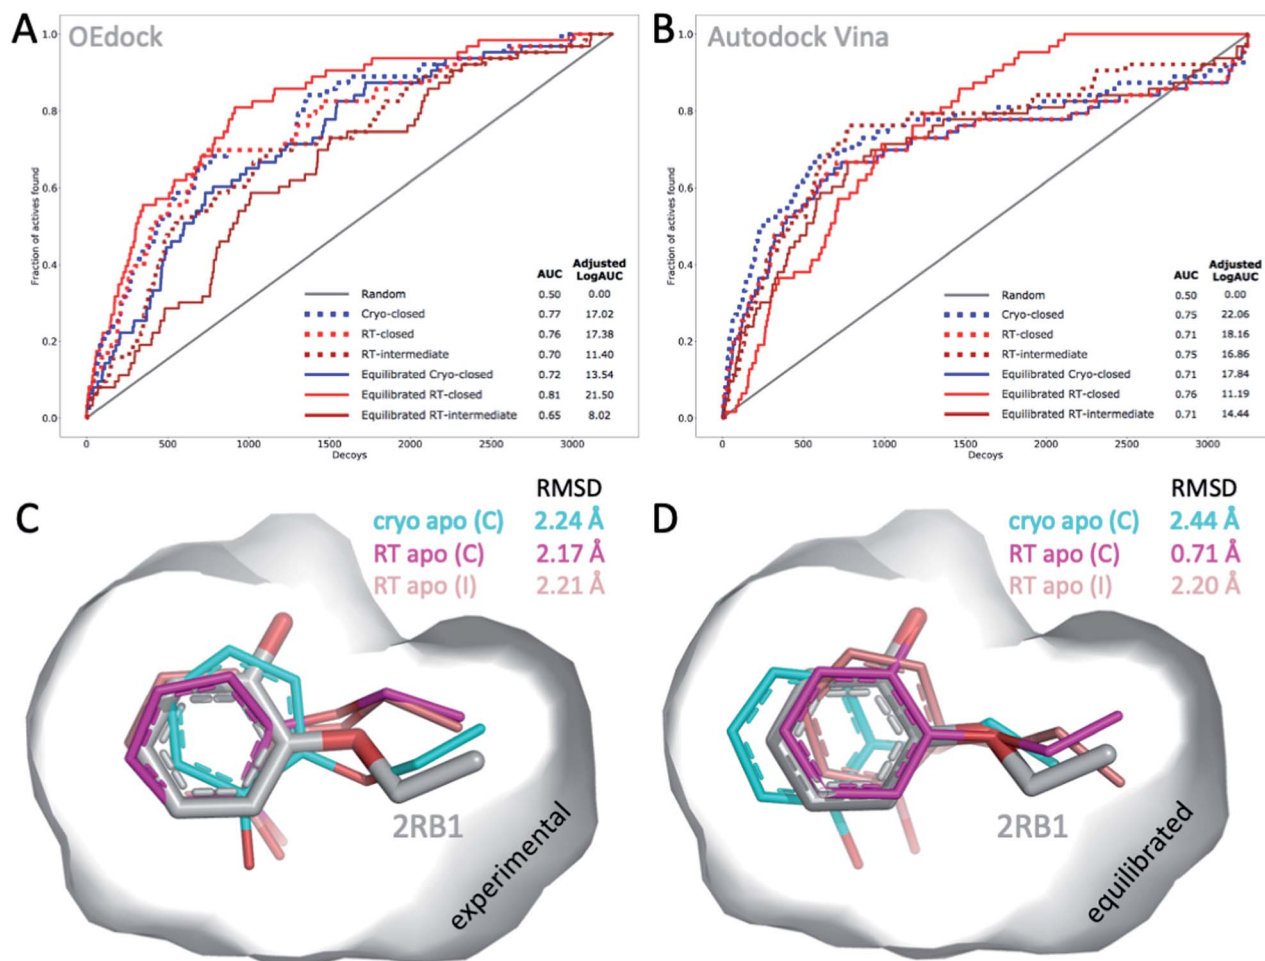 A
OEdock
1.0
0.8
0.6
0.4
0.2
0.0
Fraction of actives found
0 500 1000 1500 2000 2500 3000
Decoys
AUC Adjusted LogAUC
Random 0.50 0.00
Cryo-closed 0.77 17.02
RT-closed 0.76 17.38
RT-intermediate 0.70 11.40
Equilibrated Cryo-closed 0.72 13.54
Equilibrated RT-closed 0.81 21.50
Equilibrated RT-intermediate 0.65 8.02
B
Autodock Vina
1.0
0.8
0.6
0.4
0.2
0.0
Fraction of actives found
0 500 1000 1500 2000 2500 3000
Decoys
AUC Adjusted LogAUC
Random 0.50 0.00
Cryo-closed 0.75 22.06
RT-closed 0.71 18.16
RT-intermediate 0.75 16.86
Equilibrated Cryo-closed 0.71 17.84
Equilibrated RT-closed 0.76 11.19
Equilibrated RT-intermediate 0.71 14.44
C
RMSD
cryo apo (C) 2.24 Å
RT apo (C) 2.17 Å
RT apo (I) 2.21 Å
2RB1
experimental
D
RMSD
cryo apo (C) 2.44 Å
RT apo (C) 0.71 Å
RT apo (I) 2.20 Å
2RB1
equilibrated